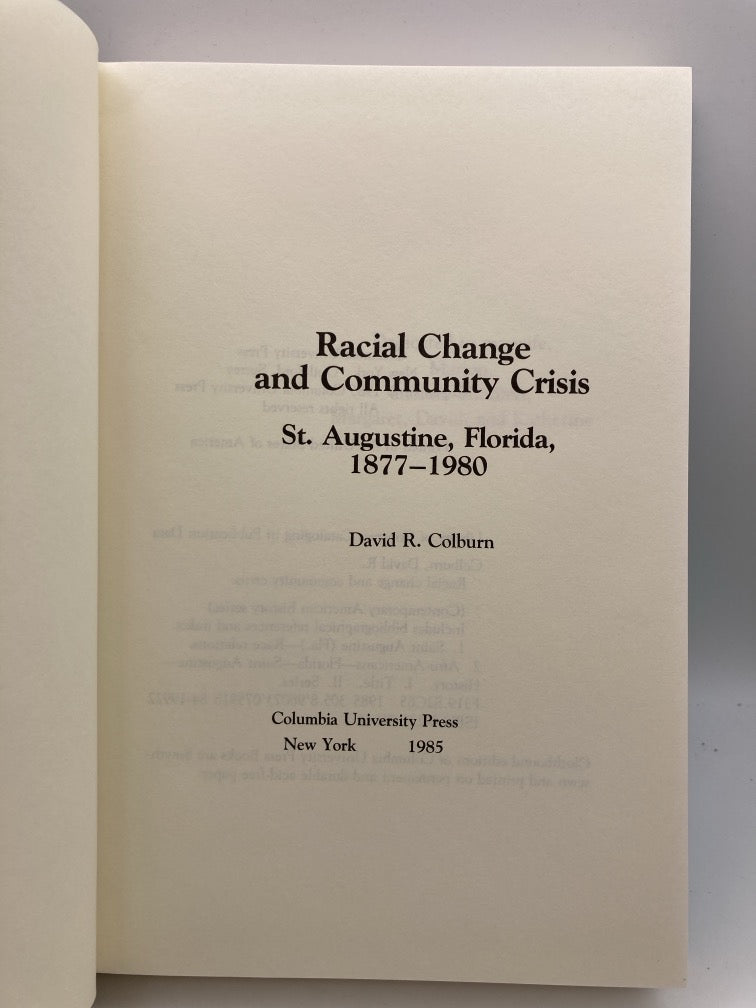 Racial Change
and Community Crisis
St. Augustine, Florida,
1877–1980
David R. Colburn
Columbia University Press
New York 1985